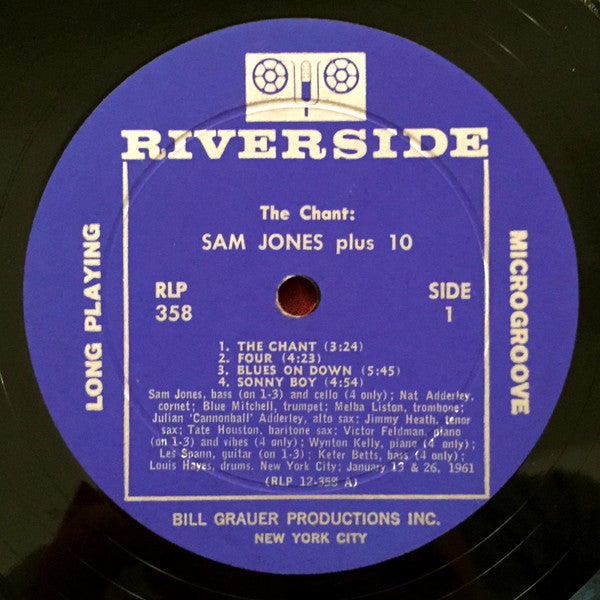 RIVERSIDE
The Chant:
SAM JONES plus 10
LONG PLAYING
MICROGROOVE
RLP
358
SIDE
1
1. THE CHANT (3:24)
2. FOUR (4:23)
3. BLUES ON DOWN (5:45)
4. SONNY BOY (4:54)
Sam Jones, bass (on 1-3) and cello (4 only); Nat Adderley,
cornet; Blue Mitchell, trumpet; Melba Liston, trombone;
Julian 'Cannonball' Adderley, alto sax; Jimmy Heath, tenor
sax; Tate Houston, baritone sax; Victor Feldman, piano
(on 1-3) and vibes (4 only); Wynton Kelly, piano (4 only);
Les Spann, guitar (on 1-3); Keter Betts, bass (4 only);
Louis Hayes, drums. New York City; January 13 & 26, 1961
(RLP 12-358 A)
BILL GRAUER PRODUCTIONS INC.
NEW YORK CITY